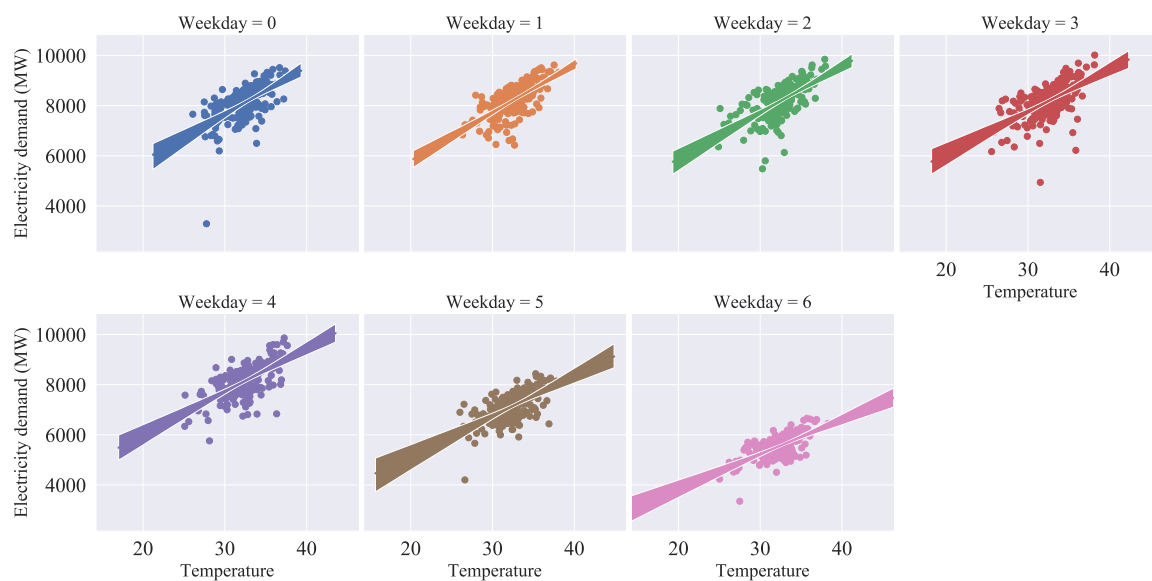 Weekday = 0 Weekday = 1 Weekday = 2 Weekday = 3
Electricity demand (MW)
10000
8000
6000
4000
20 30 40
Temperature
Weekday = 4 Weekday = 5 Weekday = 6
Electricity demand (MW)
10000
8000
6000
4000
20 30 40 20 30 40 20 30 40
Temperature Temperature Temperature